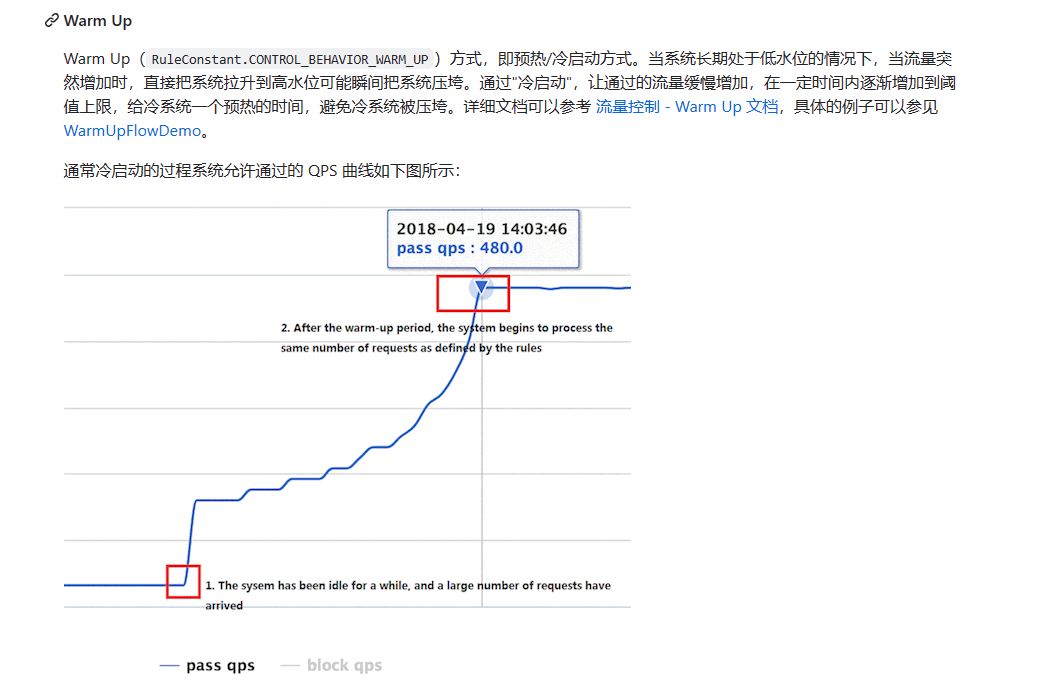 Warm Up
Warm Up（RuleConstant.CONTROL_BEHAVIOR_WARM_UP）方式，即预热/冷启动方式。当系统长期处于低水位的情况下，当流量突
然增加时，直接把系统拉升到高水位可能瞬间把系统压垮。通过"冷启动"，让通过的流量缓慢增加，在一定时间内逐渐增加到阈
值上限，给冷系统一个预热的时间，避免冷系统被压垮。详细文档可以参考 流量控制 - Warm Up 文档，具体的例子可以参见
WarmUpFlowDemo。
通常冷启动的过程系统允许通过的 QPS 曲线如下图所示：
2018-04-19 14:03:46
pass qps : 480.0
2. After the warm-up period, the system begins to process the
same number of requests as defined by the rules
1. The sysem has been idle for a while, and a large number of requests have
arrived
pass qps
block qps